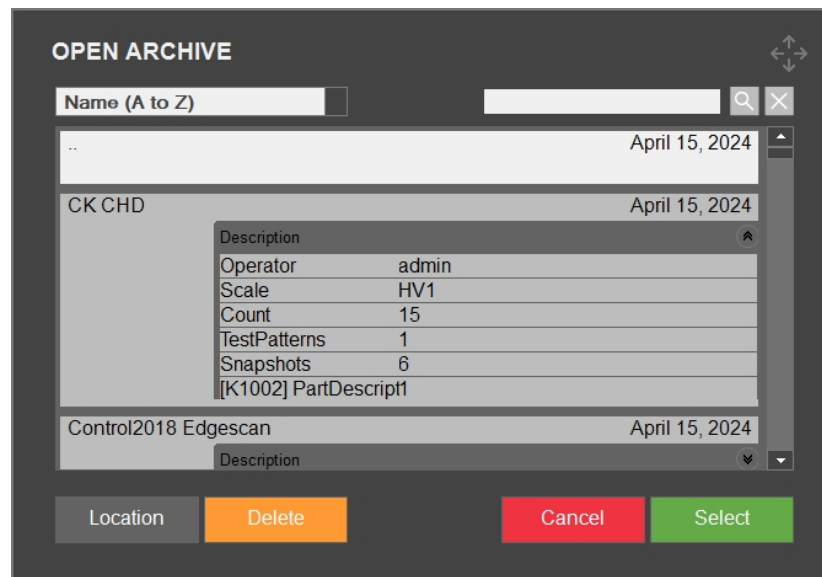 OPEN ARCHIVE
Name (A to Z)
.. April 15, 2024
CK CHD April 15, 2024
Description
Operator admin
Scale HV1
Count 15
TestPatterns 1
Snapshots 6
[K1002] PartDescript1
Control2018 Edgescan April 15, 2024
Description
Location Delete Cancel Select